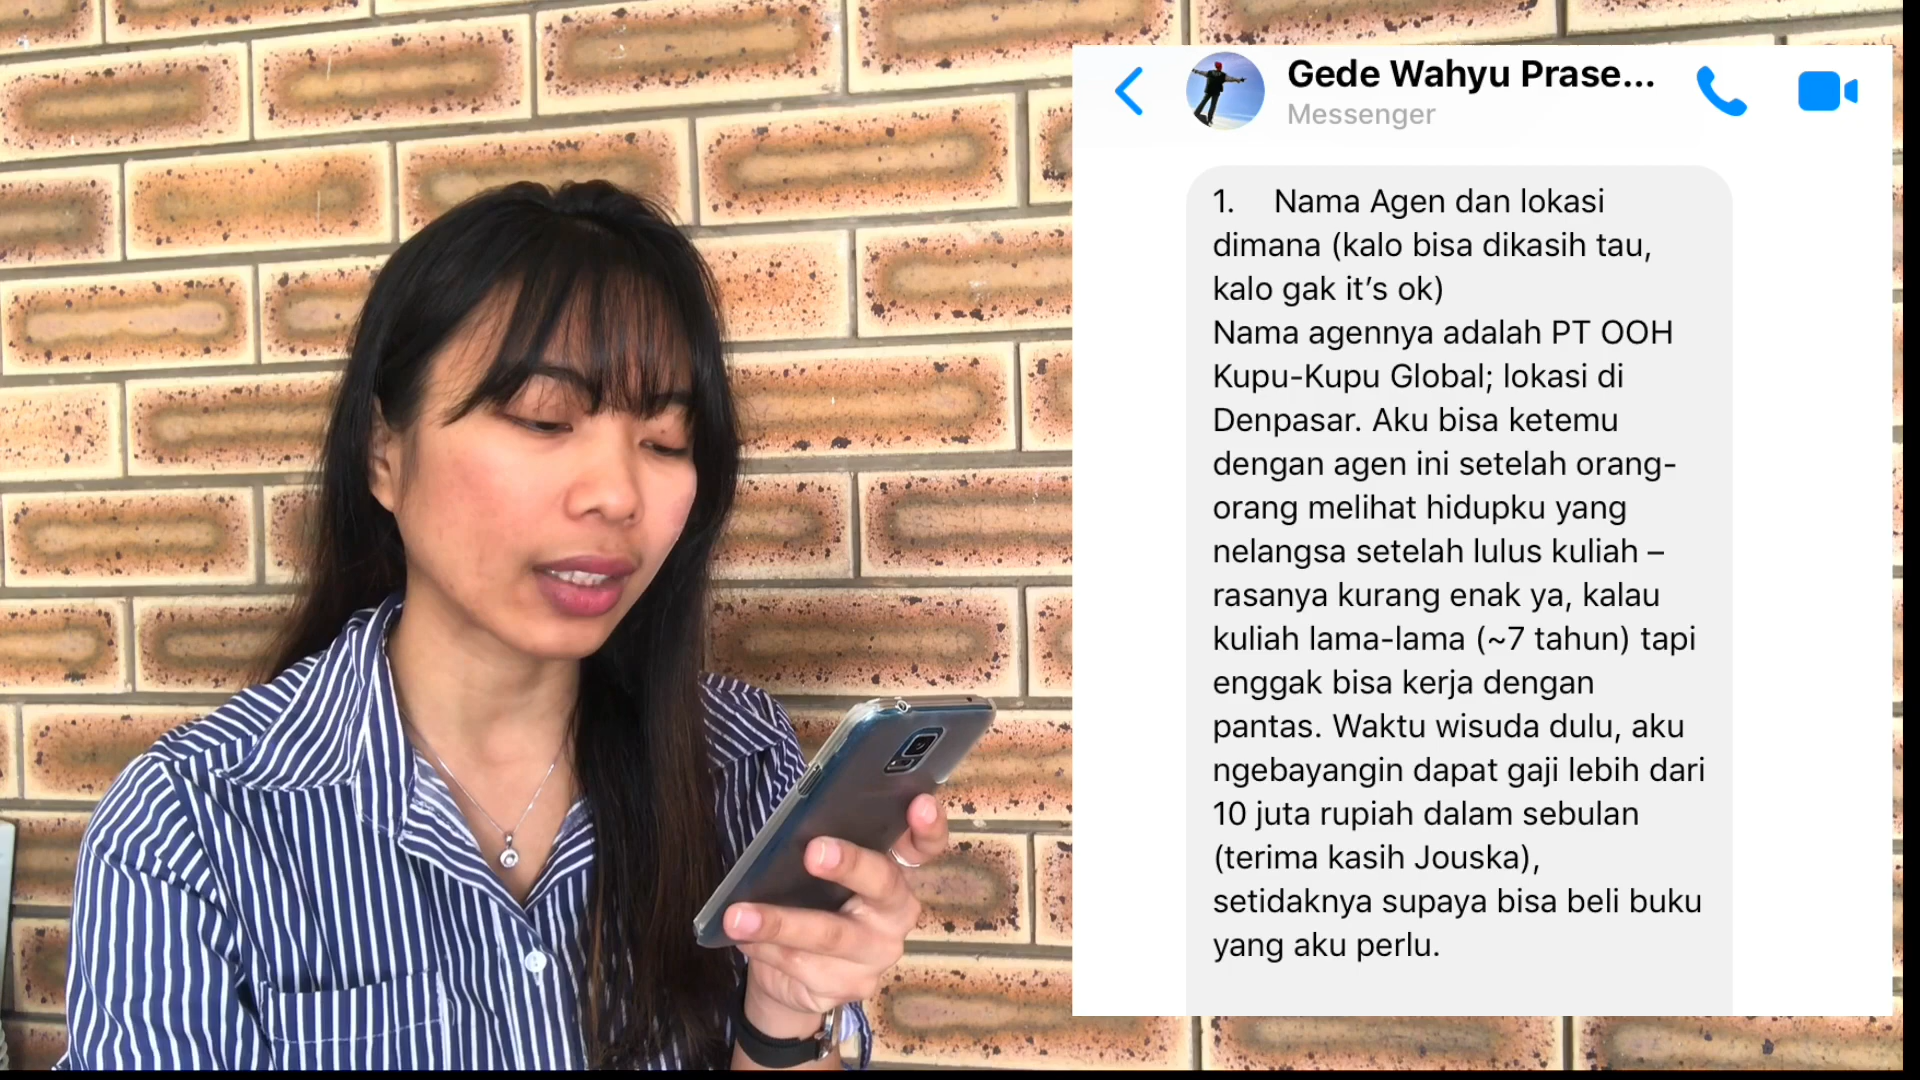 Gede Wahyu Prase...
Messenger
1. Nama Agen dan lokasi
dimana (kalo bisa dikasih tau,
kalo gak it's ok)
Nama agennya adalah PT OOH
Kupu-Kupu Global; lokasi di
Denpasar. Aku bisa ketemu
dengan agen ini setelah orang-
orang melihat hidupku yang
nelangsa setelah lulus kuliah –
rasanya kurang enak ya, kalau
kuliah lama-lama (~7 tahun) tapi
enggak bisa kerja dengan
pantas. Waktu wisuda dulu, aku
ngebayangin dapat gaji lebih dari
10 juta rupiah dalam sebulan
(terima kasih Jouska),
setidaknya supaya bisa beli buku
yang aku perlu.